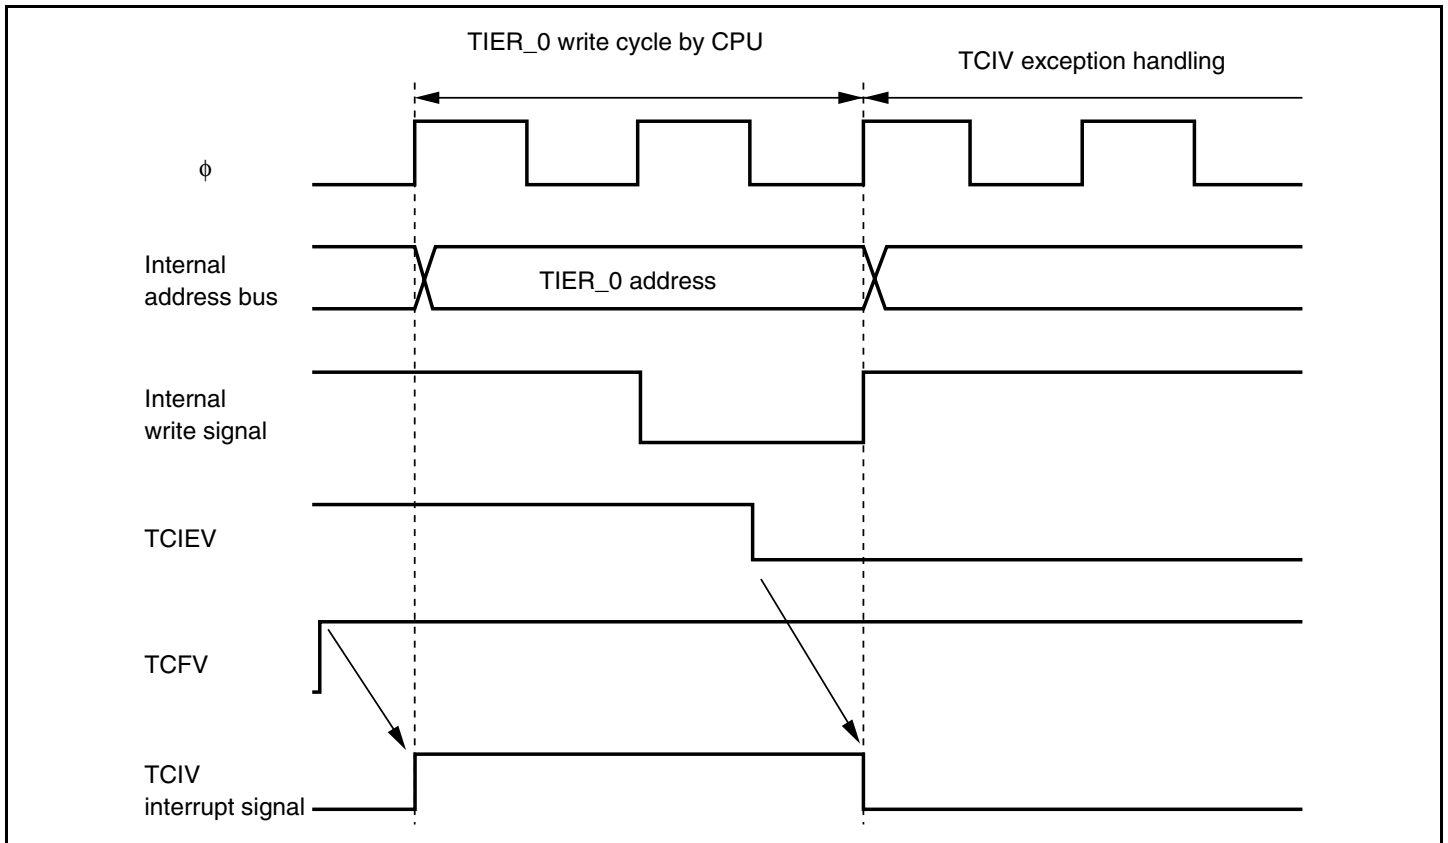 TIER_0 write cycle by CPU
TCIV exception handling
ϕ
Internal
address bus
TIER_0 address
Internal
write signal
TCIEV
TCFV
TCIV
interrupt signal